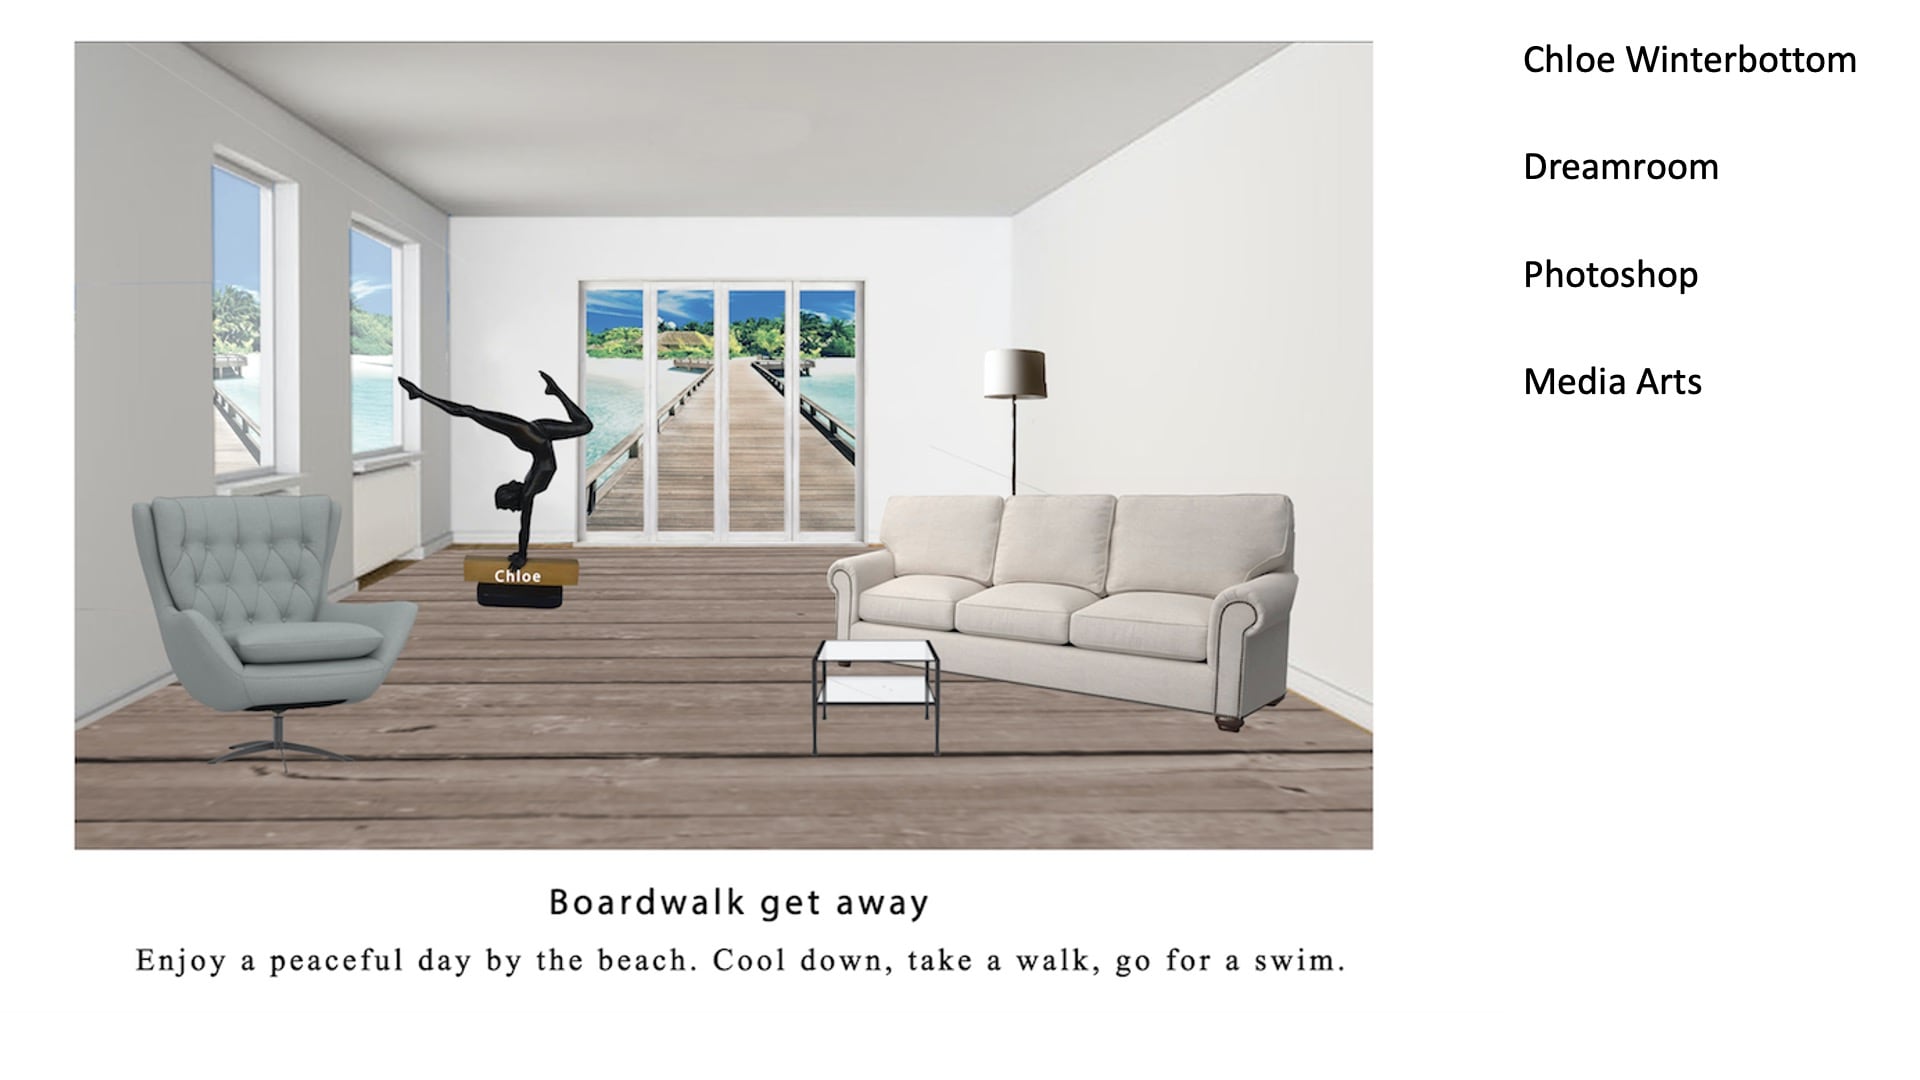 Chloe Winterbottom
Dreamroom
Photoshop
Media Arts
Chloe
Boardwalk get away
Enjoy a peaceful day by the beach. Cool down, take a walk, go for a swim.